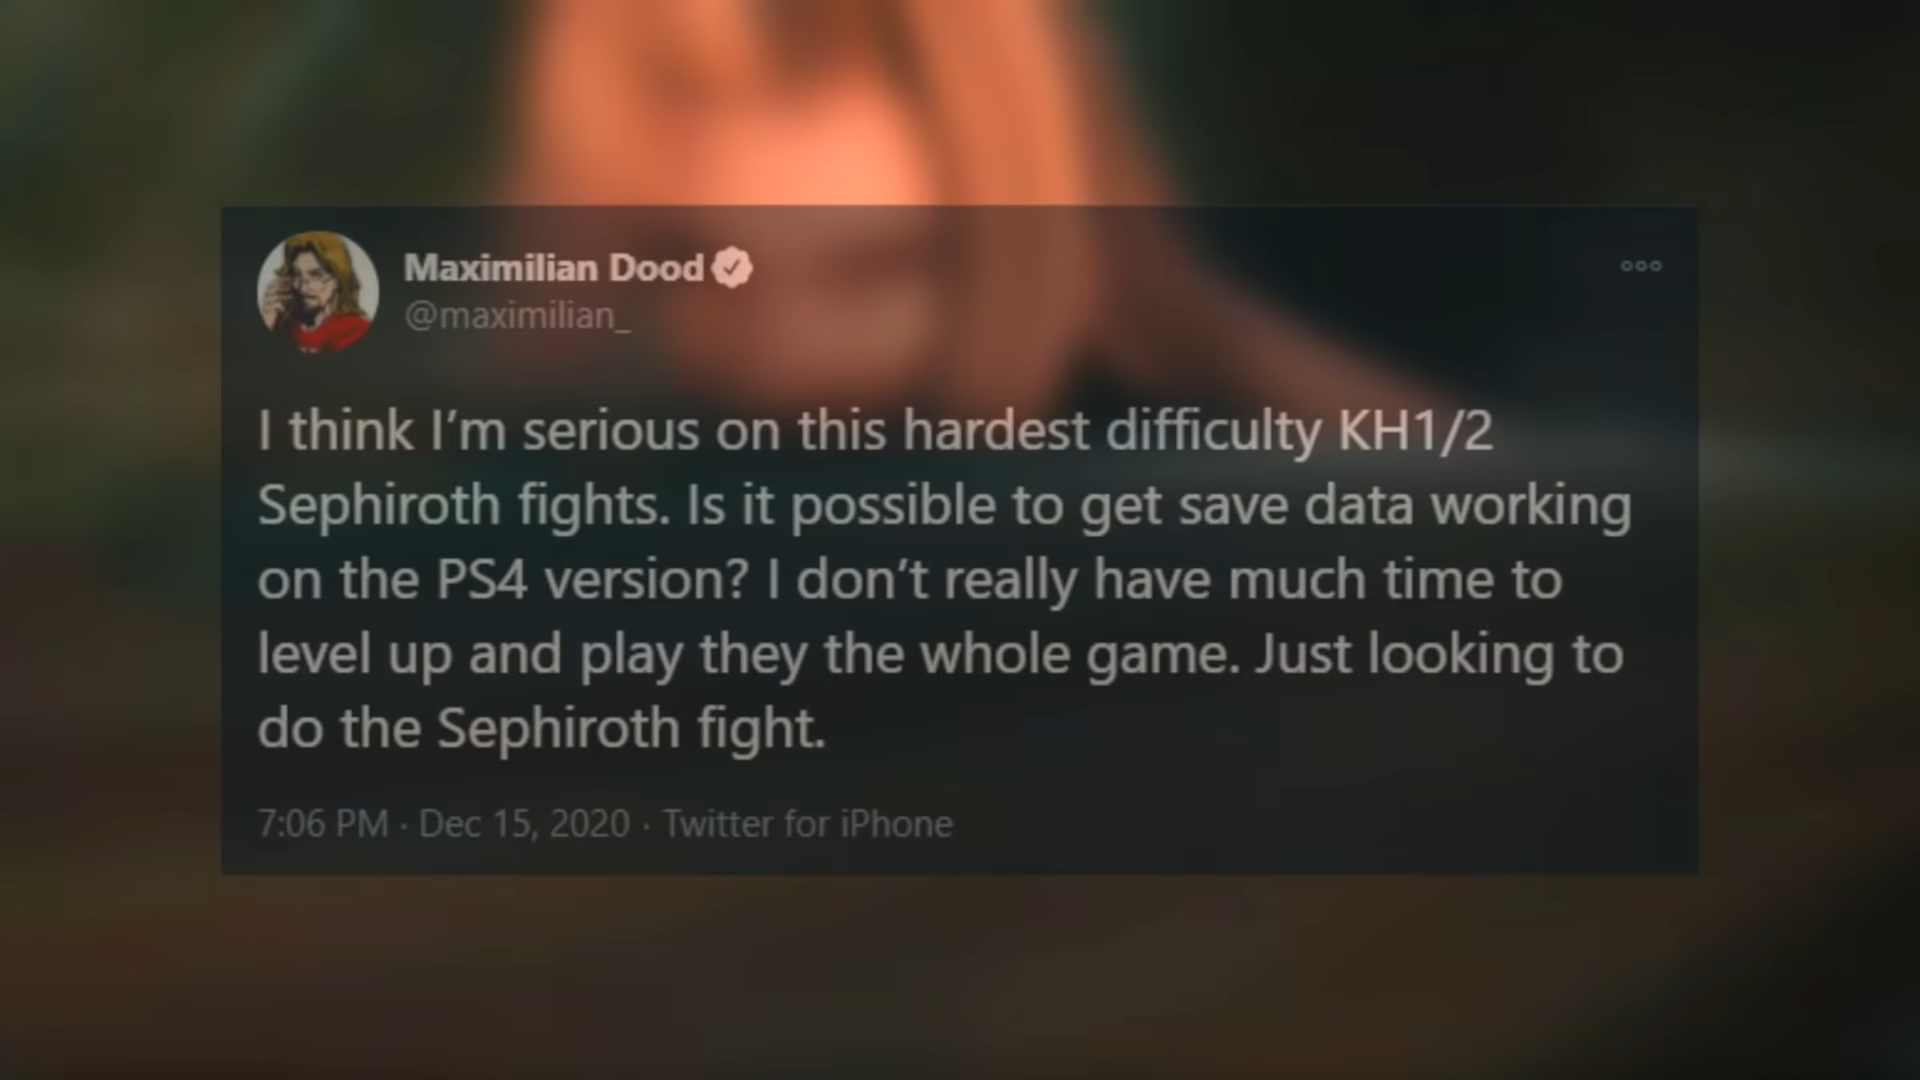 Maximilian Dood
@maximilian_
I think I’m serious on this hardest difficulty KH1/2
Sephiroth fights. Is it possible to get save data working
on the PS4 version? I don’t really have much time to
level up and play they the whole game. Just looking to
do the Sephiroth fight.
7:06 PM · Dec 15, 2020 · Twitter for iPhone